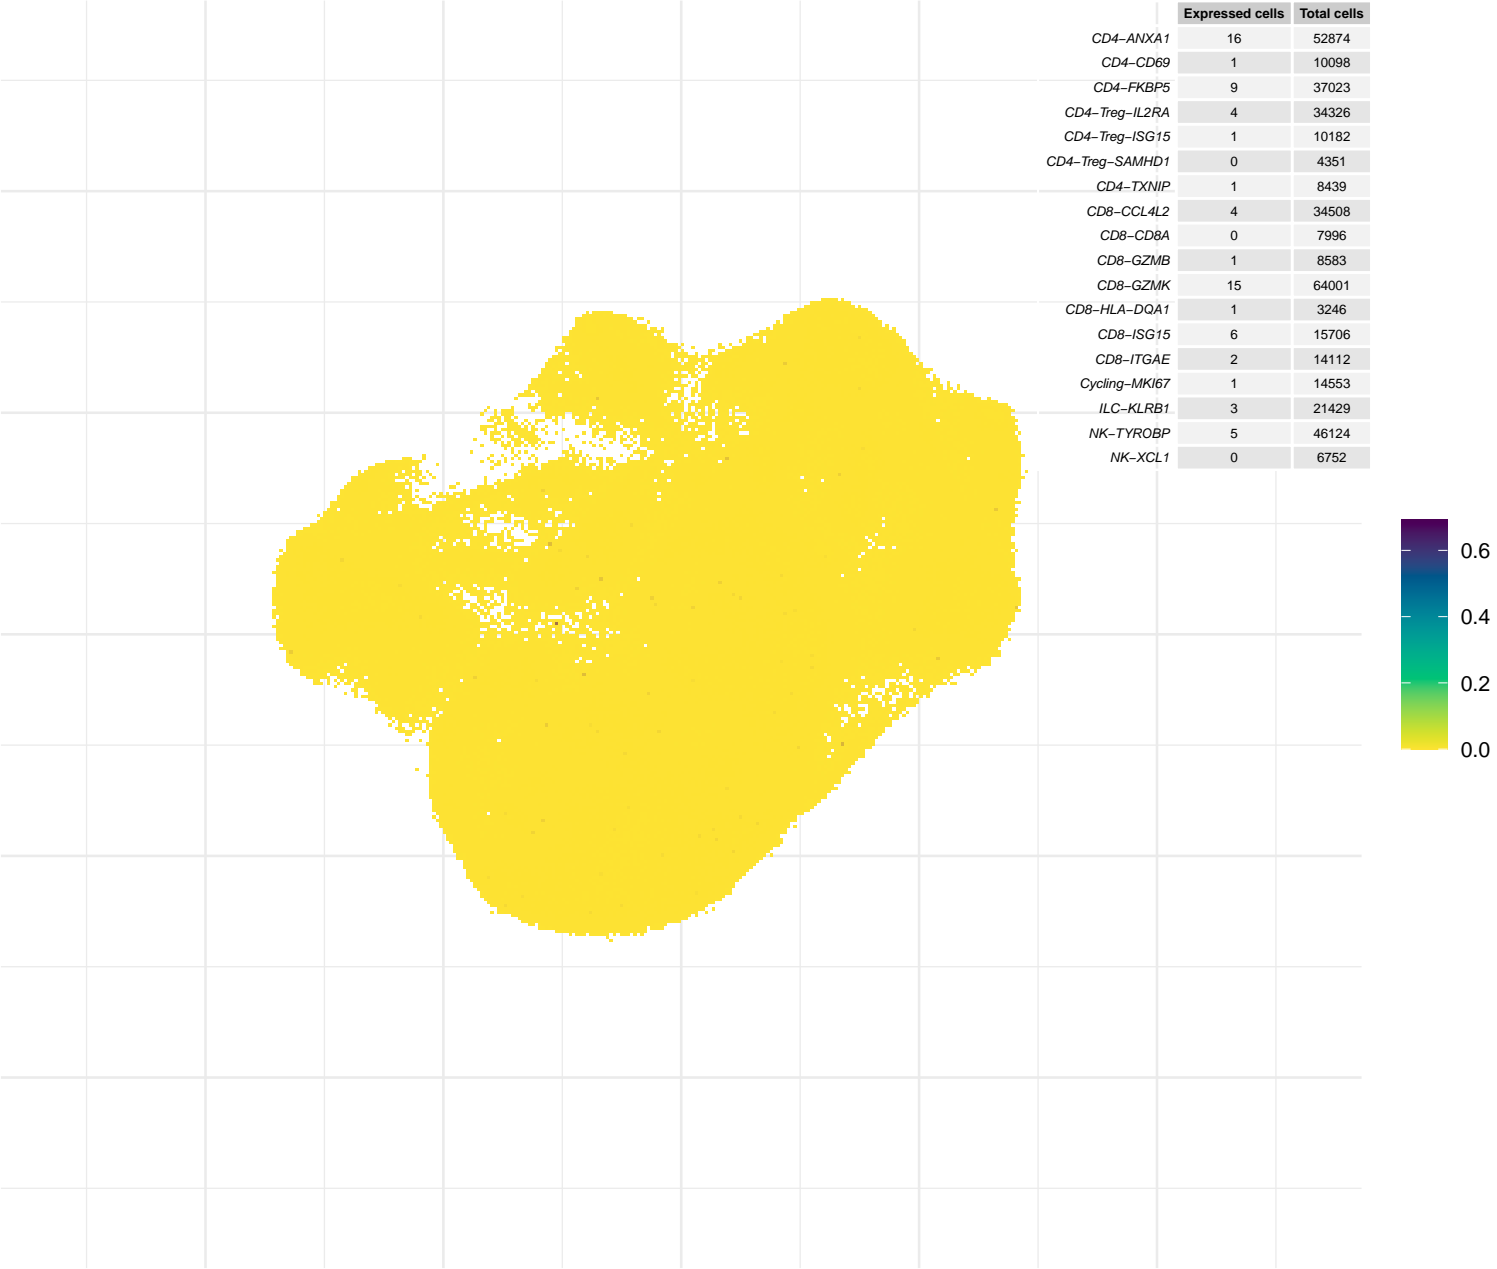 Expressed cells Total cells
CD4−ANXA1 16 52874
CD4−CD69 1 10098
CD4−FKBP5 9 37023
CD4−Treg−IL2RA 4 34326
CD4−Treg−ISG15 1 10182
CD4−Treg−SAMHD1 0 4351
CD4−TXNIP 1 8439
CD8−CCL4L2 4 34508
CD8−CD8A 0 7996
CD8−GZMB 1 8583
CD8−GZMK 15 64001
CD8−HLA−DQA1 1 3246
CD8−ISG15 6 15706
CD8−ITGAE 2 14112
Cycling−MKI67 1 14553
ILC−KLRB1 3 21429
NK−TYROBP 5 46124
NK−XCL1 0 6752
0.6
0.4
0.2
0.0